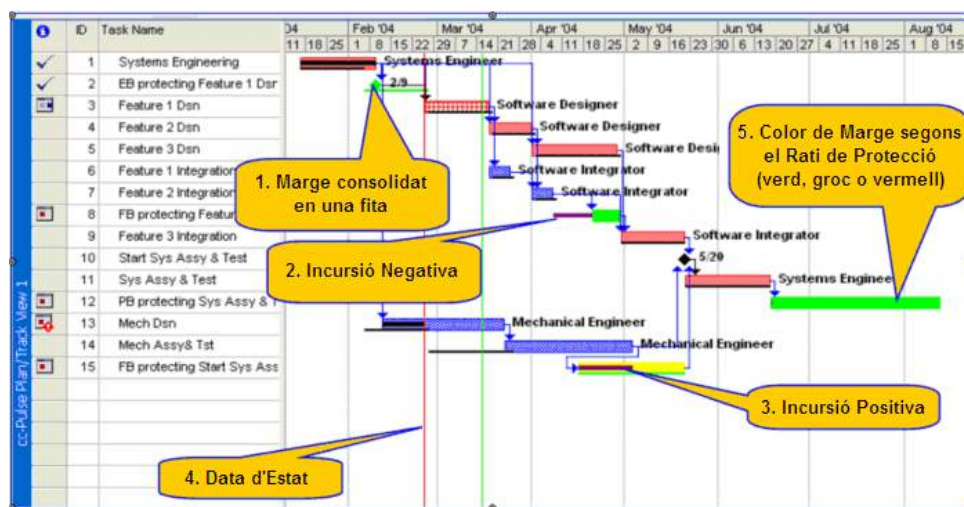 04 Feb '04 Mar '04 Apr '04 May '04 Jun '04 Jul '04 Aug '04
ID Task Name 11 18 25 1 8 15 22 29 7 14 21 28 4 11 18 25 2 9 16 23 30 6 13 20 27 4 11 18 25 1 8 15
1 Systems Engineering Systems Engineer
2 EB protecting Feature 1 Dsn 2/9
3 Feature 1 Dsn Software Designer
4 Feature 2 Dsn Software Designer
5 Feature 3 Dsn Software Desi
6 Feature 1 Integration Software Integrator
7 Feature 2 Integration Software Integrator
8 FB protecting Featu
9 Feature 3 Integration Software Integrator
10 Start Sys Assy & Test 5/20
11 Sys Assy & Test Systems Enginee
12 PB protecting Sys Assy & T
13 Mech Dsn Mechanical Engineer
14 Mech Assy& Tst Mechanical Engineer
15 FB protecting Start Sys Ass
1. Marge consolidat
en una fita
2. Incursió Negativa
3. Incursió Positiva
4. Data d'Estat
5. Color de Marge segons
el Rati de Protecció
(verd, groc o vermell)
cc-Pulse Plan/Track View 1